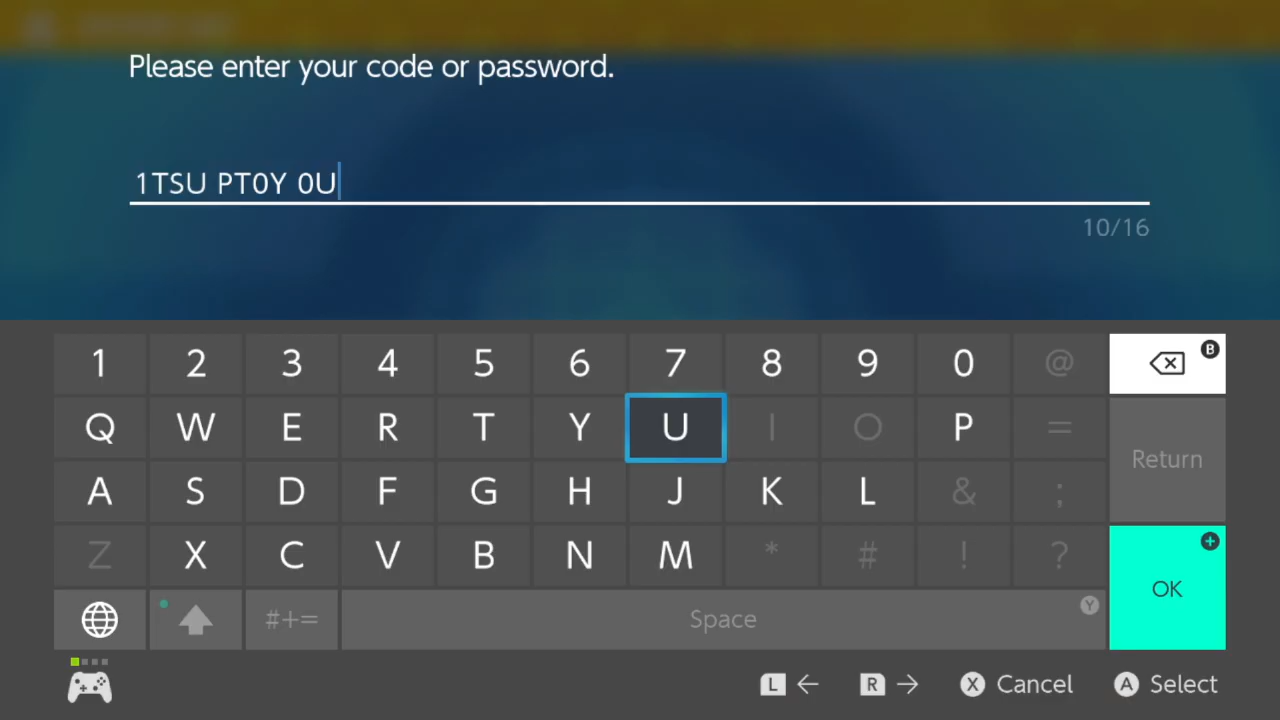 Please enter your code or password.
1TSU PT0Y 0U
10/16
1 2 3 4 5 6 7 8 9 0 @ B
Q W E R T Y U I O P =
Return
A S D F G H J K L & ;
Z X C V B N M * # ! ? +
OK
#+= Space Y
L ← R → X Cancel A Select